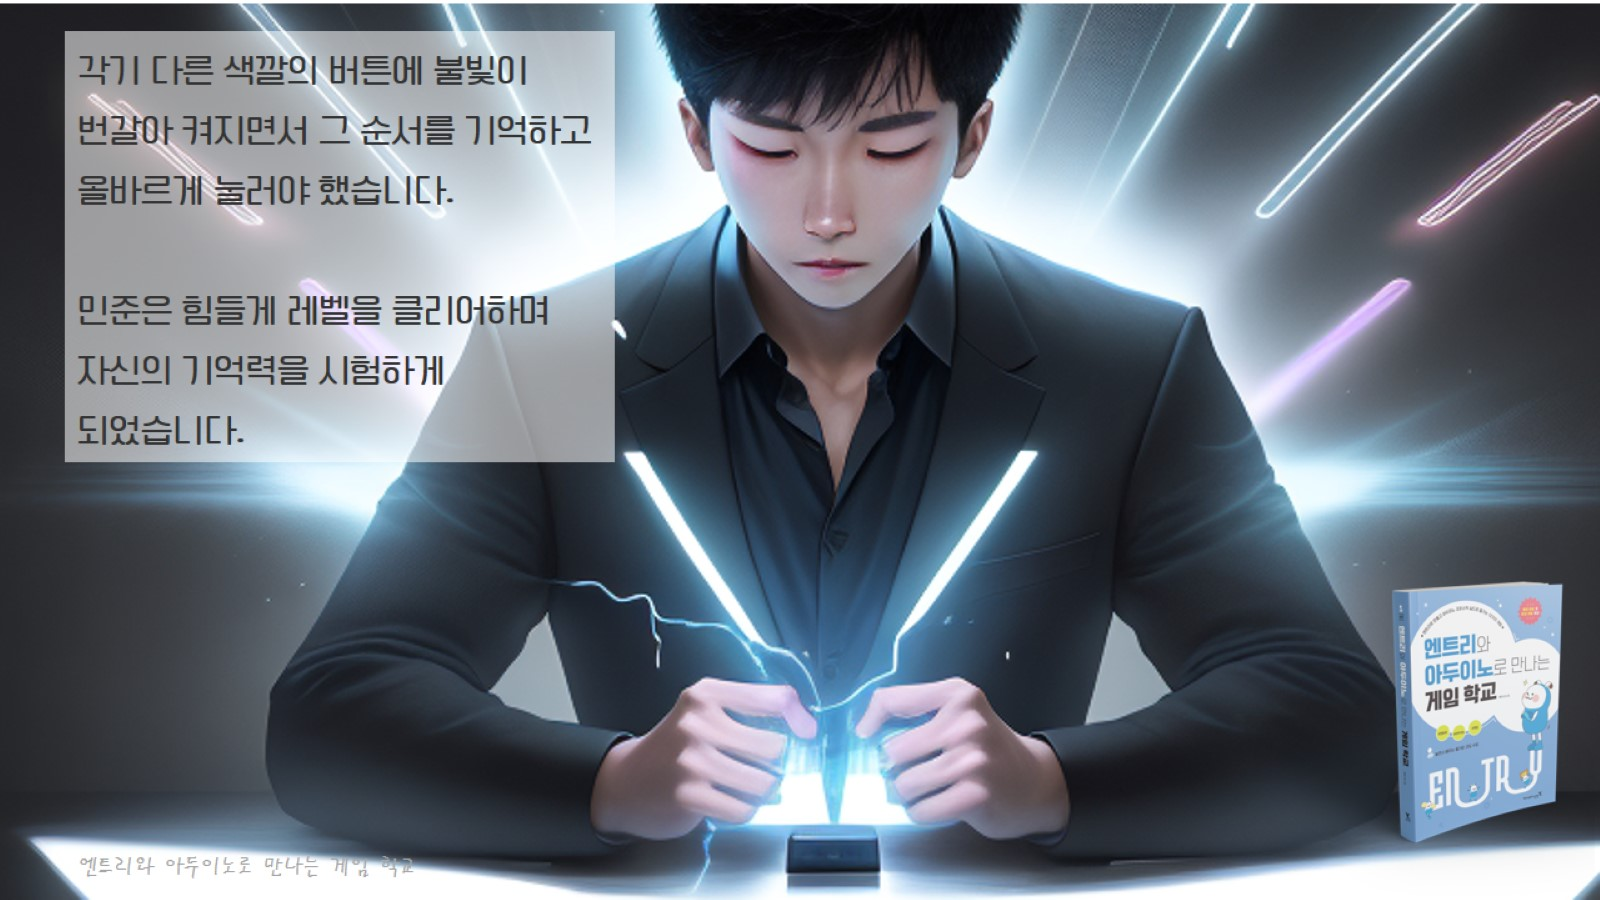 각기 다른 색깔의 버튼에 불빛이
번갈아 켜지면서 그 순서를 기억하고
올바르게 눌러야 했습니다.
민준은 힘들게 레벨을 클리어하며
자신의 기억력을 시험하게
되었습니다.
엔트리와
아두이노로 만나는
게임 학교
ENTRY
엔트리와 아두이노로 만나는 게임 학교